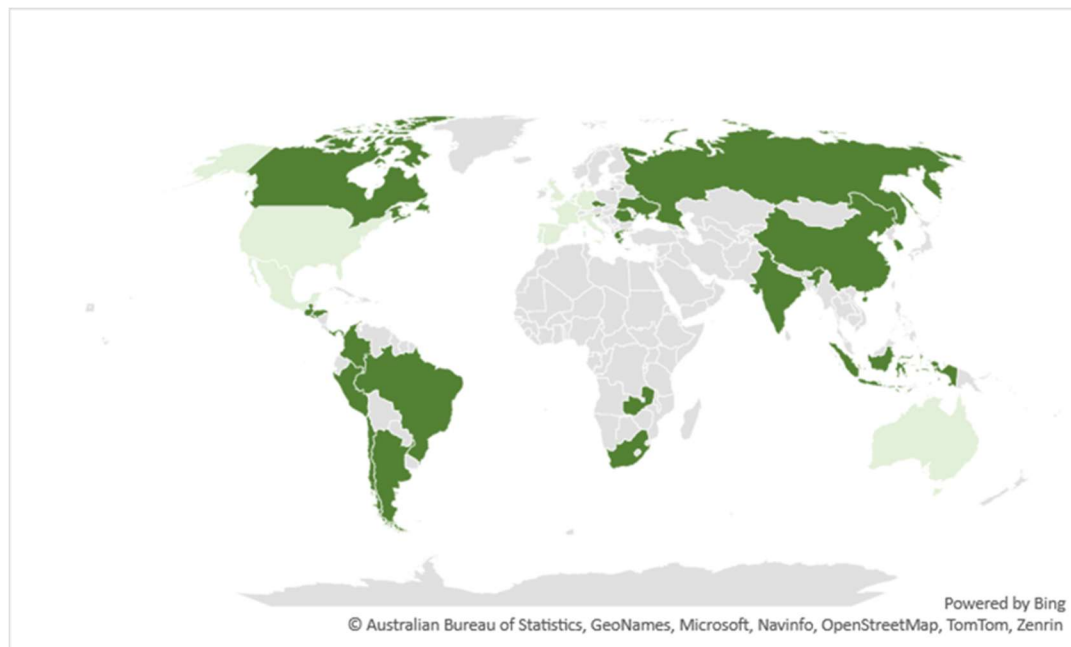 Powered by Bing
© Australian Bureau of Statistics, GeoNames, Microsoft, Navinfo, OpenStreetMap, TomTom, Zenrin